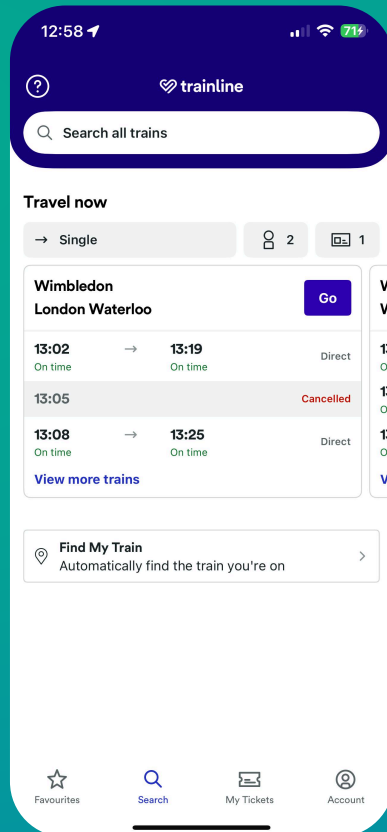 12:58
71
trainline
Search all trains
Travel now
→ Single
2
1
Wimbledon
London Waterloo
Go
13:02 → 13:19 Direct
On time On time
13:05 Cancelled
13:08 → 13:25 Direct
On time On time
View more trains
Find My Train
Automatically find the train you're on
Favourites Search My Tickets Account